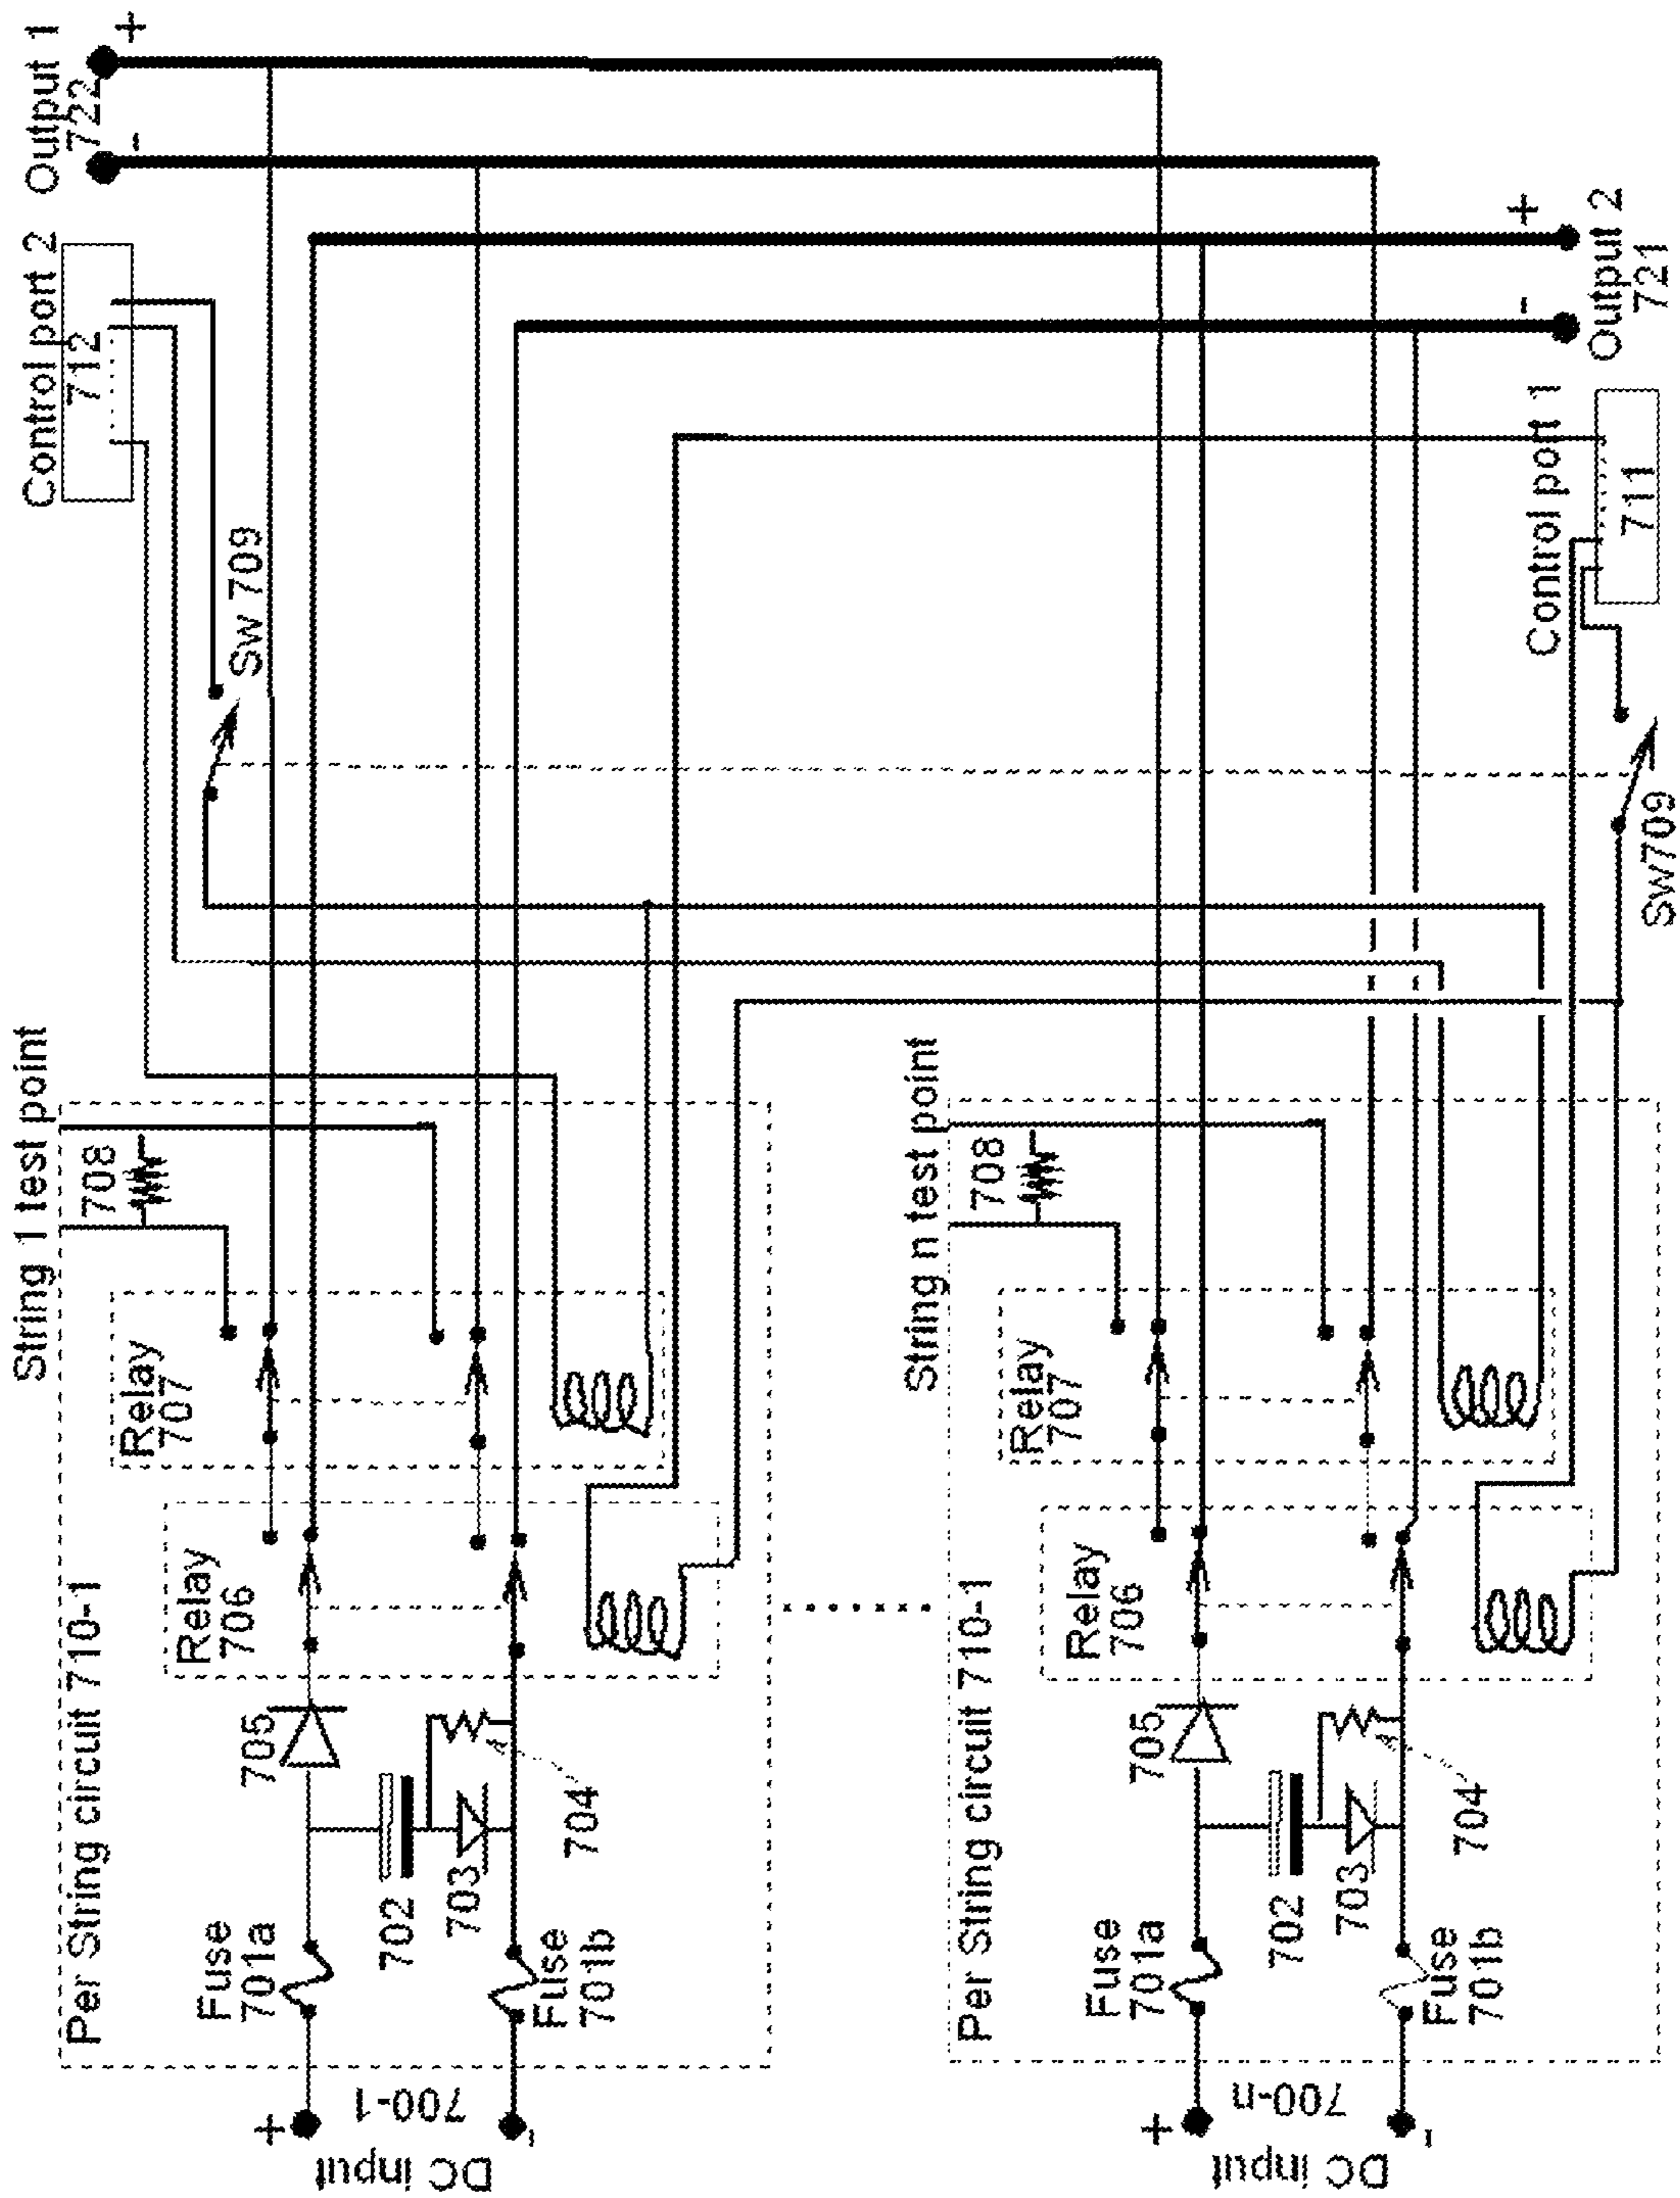 Output 1
722
+
-
Control port 2
712
Sw 709
+
-
Output 2
721
Control port 1
711
Sw709
String 1 test point
708
Relay
707
Relay
706
Per String circuit 710-1
705
704
703
702
Fuse
701a
Fuse
701b
+
-
700-1
DC input
String n test point
708
Relay
707
Relay
706
Per String circuit 710-1
705
704
703
702
Fuse
701a
Fuse
701b
+
-
700-n
DC input